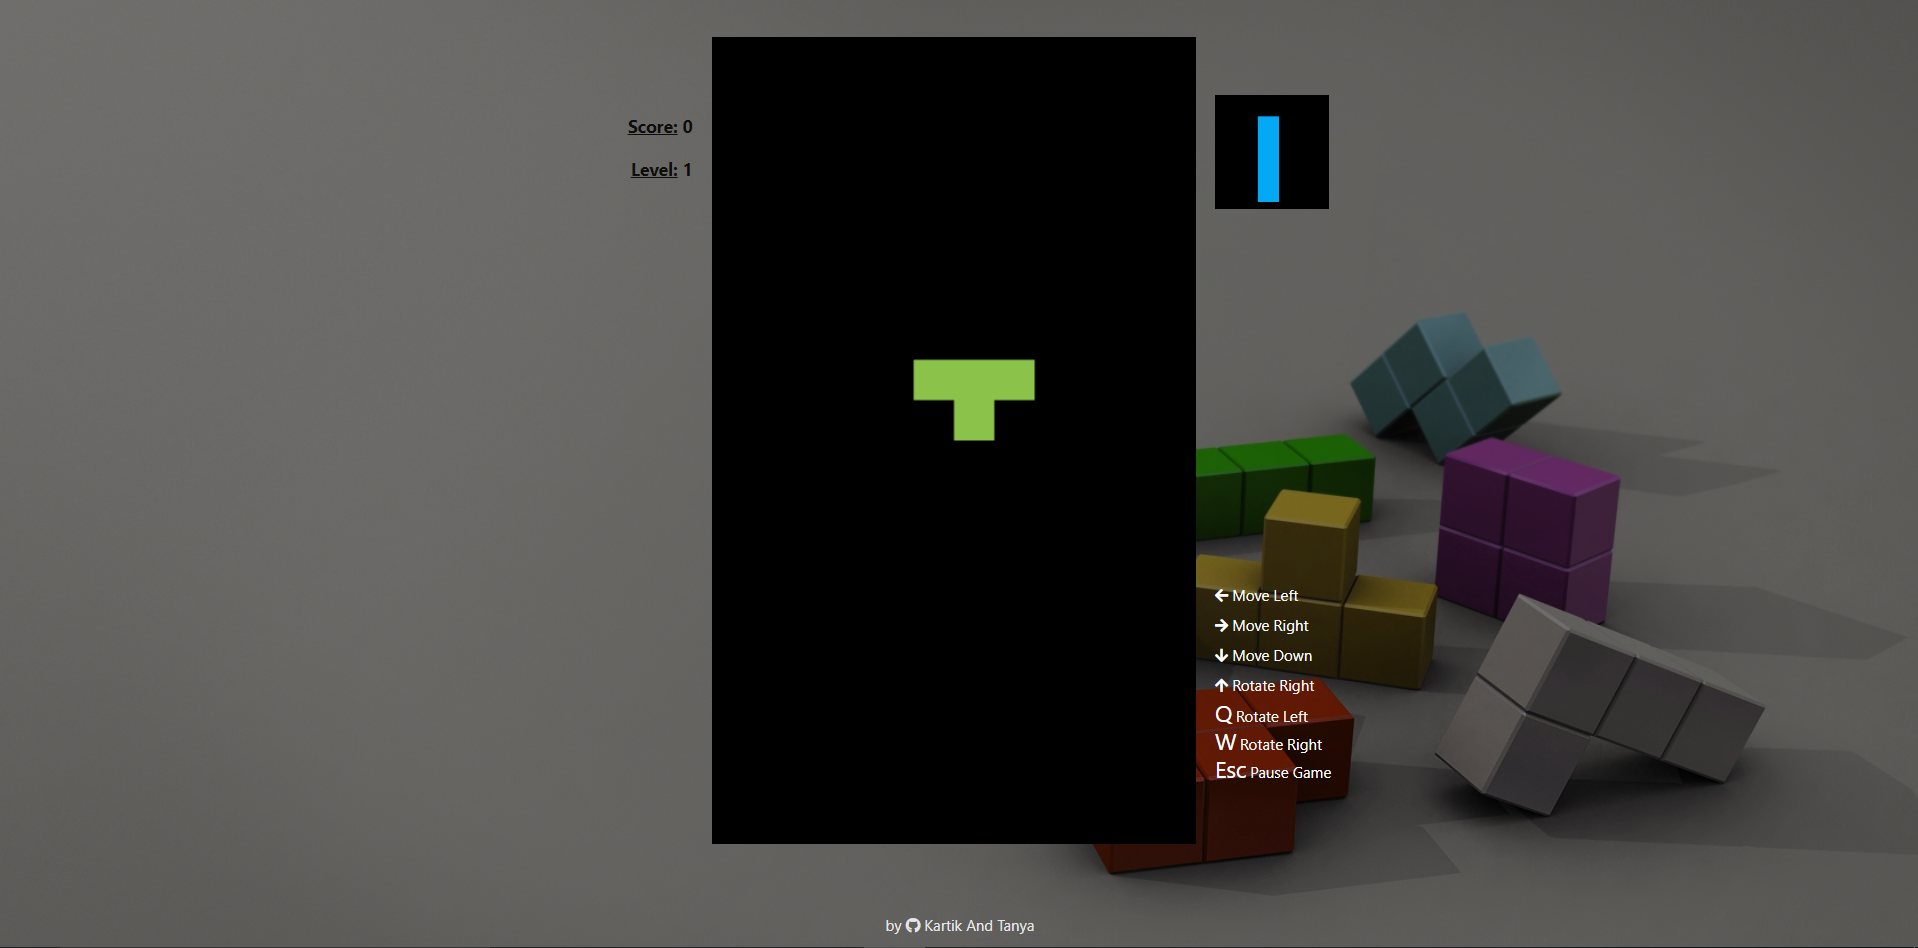 Score: 0
Level: 1
Move Left
Move Right
Move Down
Rotate Right
Q Rotate Left
W Rotate Right
Esc Pause Game
by Kartik And Tanya